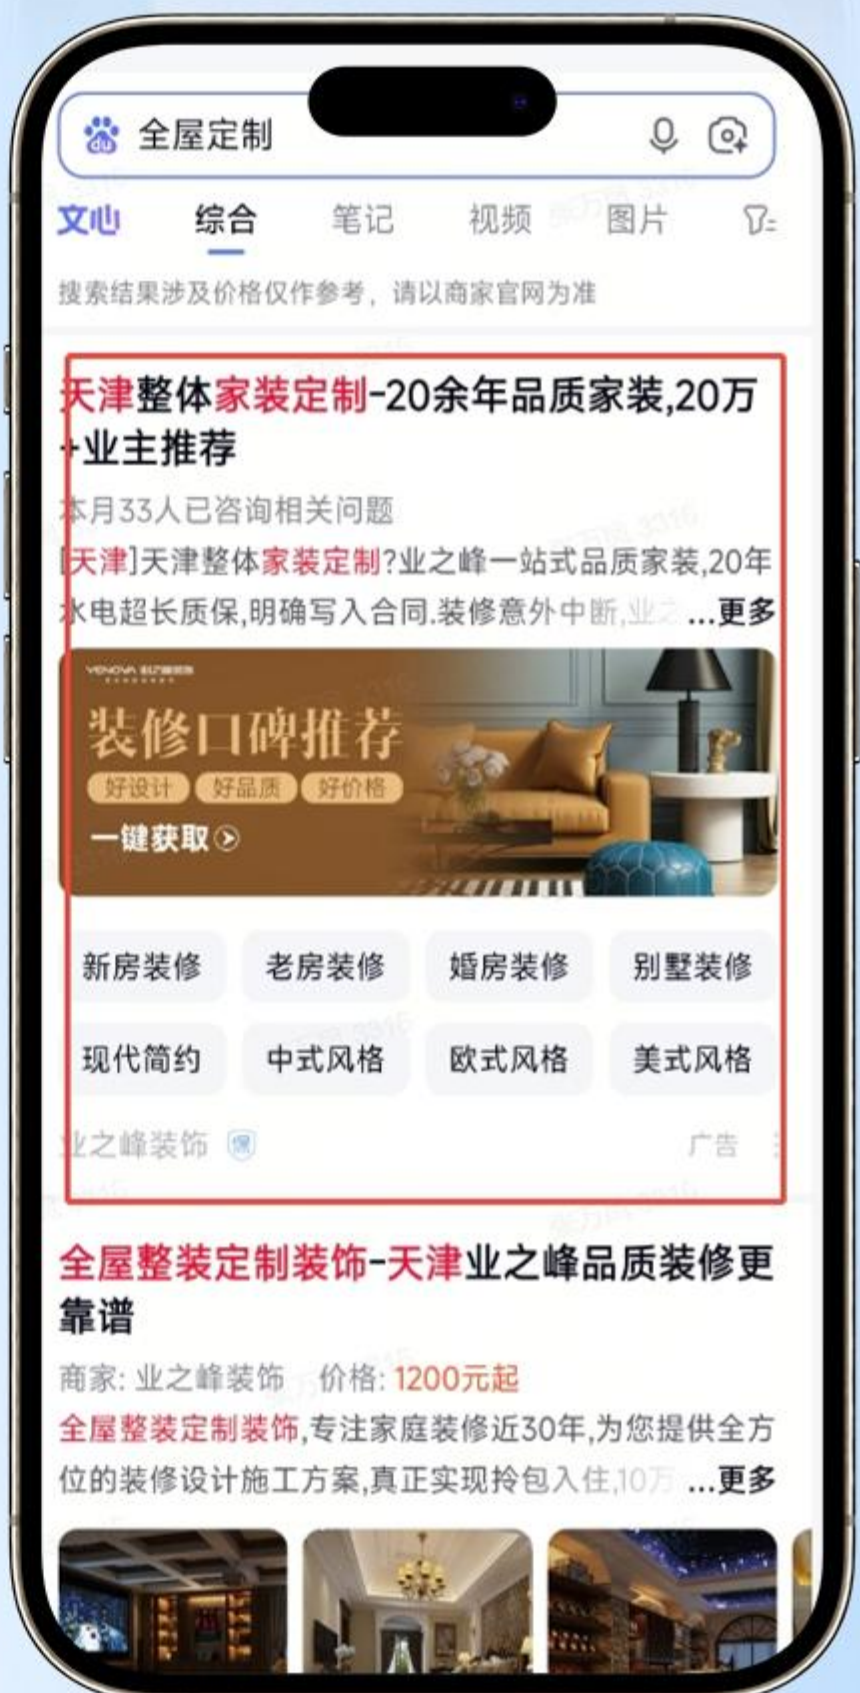 全屋定制
文心 综合 笔记 视频 图片
搜索结果涉及价格仅作参考，请以商家官网为准
天津整体家装定制-20余年品质家装,20万
+业主推荐
本月33人已咨询相关问题
[天津]天津整体家装定制?业之峰一站式品质家装,20年
水电超长质保,明确写入合同.装修意外中断,业之 ...更多
装修口碑推荐
好设计 好品质 好价格
一键获取
新房装修 老房装修 婚房装修 别墅装修
现代简约 中式风格 欧式风格 美式风格
业之峰装饰 保 广告
全屋整装定制装饰-天津业之峰品质装修更
靠谱
商家: 业之峰装饰 价格: 1200元起
全屋整装定制装饰,专注家庭装修近30年,为您提供全方
位的装修设计施工方案,真正实现拎包入住,10万 ...更多